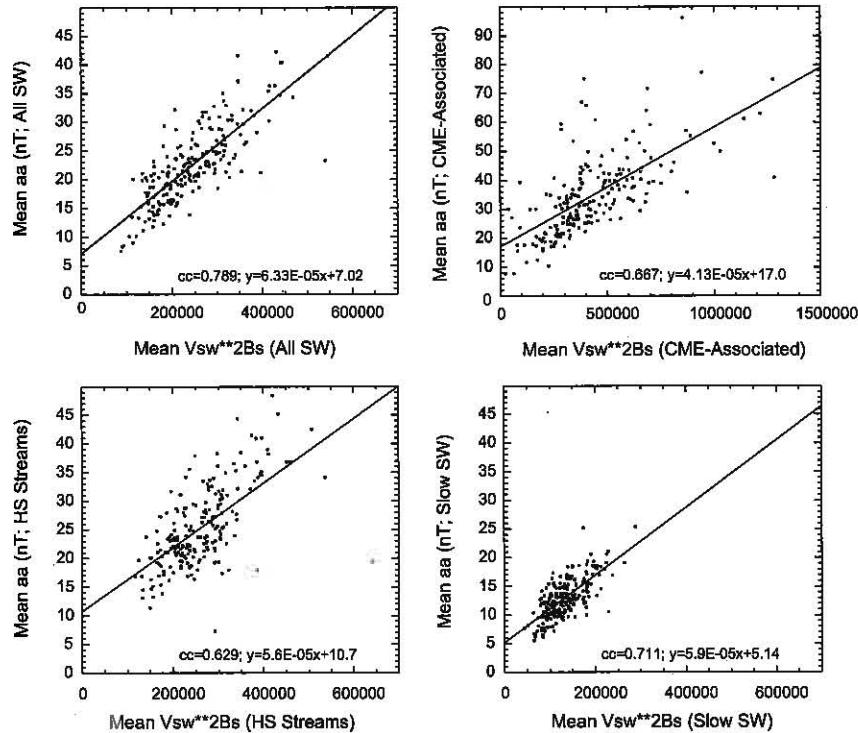 Mean aa (nT; All SW)
50
45
40
35
30
25
20
15
10
5
0
cc=0.789; y=6.33E-05x+7.02
0 200000 400000 600000
Mean Vsw**2Bs (All SW)
Mean aa (nT; CME-Associated)
100
90
80
70
60
50
40
30
20
10
0
cc=0.667; y=4.13E-05x+17.0
0 500000 1000000 1500000
Mean Vsw**2Bs (CME-Associated)
Mean aa (nT; HS Streams)
50
45
40
35
30
25
20
15
10
5
0
cc=0.629; y=5.6E-05x+10.7
0 200000 400000 600000
Mean Vsw**2Bs (HS Streams)
Mean aa (nT; Slow SW)
50
45
40
35
30
25
20
15
10
5
0
cc=0.711; y=5.9E-05x+5.14
0 200000 400000 600000
Mean Vsw**2Bs (Slow SW)